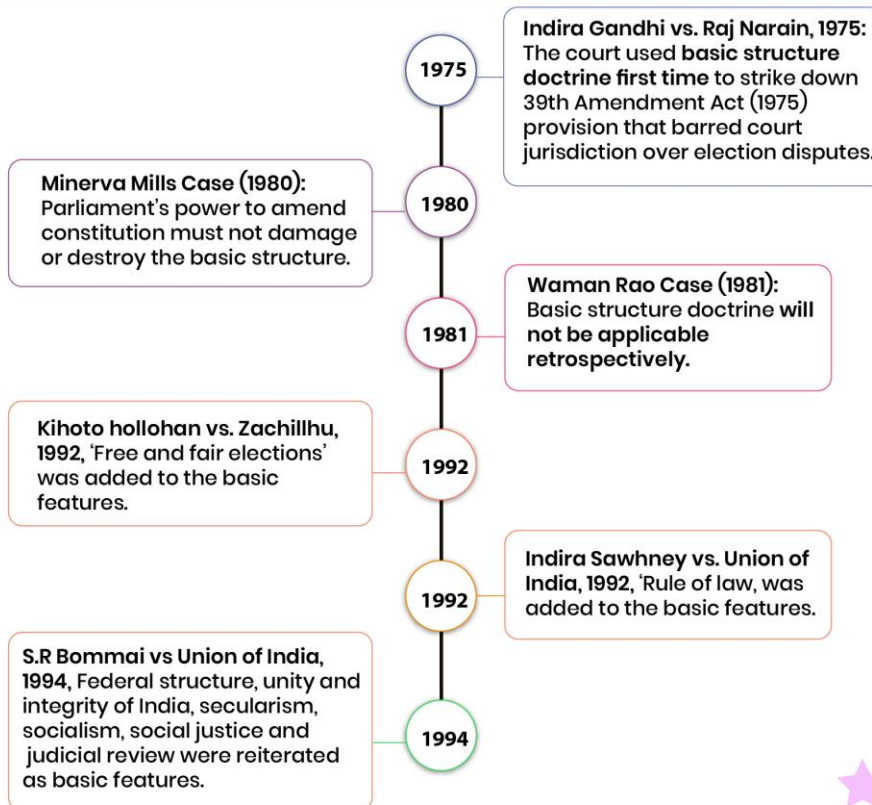 1975
Indira Gandhi vs. Raj Narain, 1975:
The court used basic structure
doctrine first time to strike down
39th Amendment Act (1975)
provision that barred court
jurisdiction over election disputes.
Minerva Mills Case (1980):
Parliament's power to amend
constitution must not damage
or destroy the basic structure.
1980
1981
Waman Rao Case (1981):
Basic structure doctrine will
not be applicable
retrospectively.
Kihoto hollohan vs. Zachillhu,
1992, ‘Free and fair elections’
was added to the basic
features.
1992
1992
Indira Sawhney vs. Union of
India, 1992, ‘Rule of law, was
added to the basic features.
S.R Bommai vs Union of India,
1994, Federal structure, unity and
integrity of India, secularism,
socialism, social justice and
judicial review were reiterated
as basic features.
1994